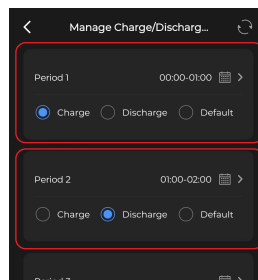 Manage Charge/Discharg...
Period 1 00:00-01:00
Charge Discharge Default
Period 2 01:00-02:00
Charge Discharge Default